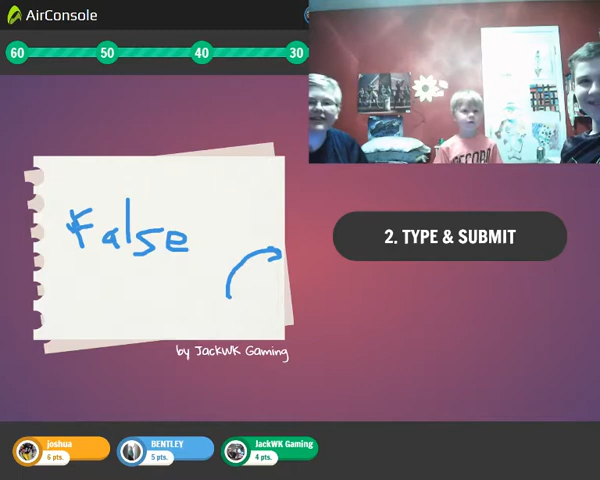 AirConsole
60 50 40 30
False
2. TYPE & SUBMIT
by JackWK Gaming
joshua
6 pts.
BENTLEY
5 pts.
JackWK Gaming
4 pts.
RECORD